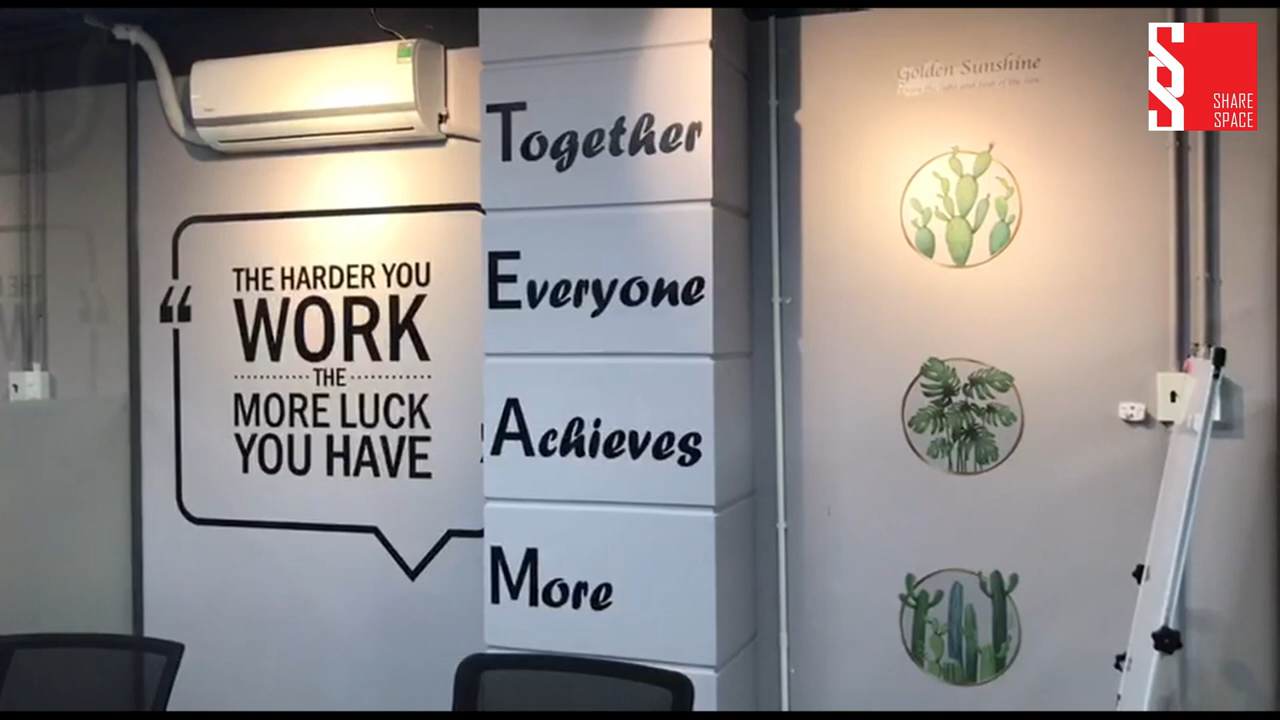 THE HARDER YOU
WORK
THE
MORE LUCK
YOU HAVE
Together
Everyone
Achieves
More
Golden Sunshine
SHARE
SPACE